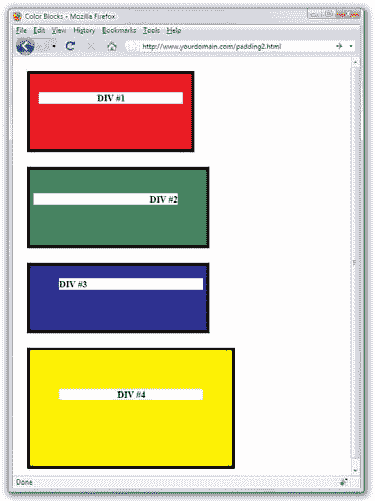 Color Blocks - Mozilla Firefox
File Edit View History Bookmarks Tools Help
http://www.yourdomain.com/padding2.html
DIV #1
DIV #2
DIV #3
DIV #4
Done